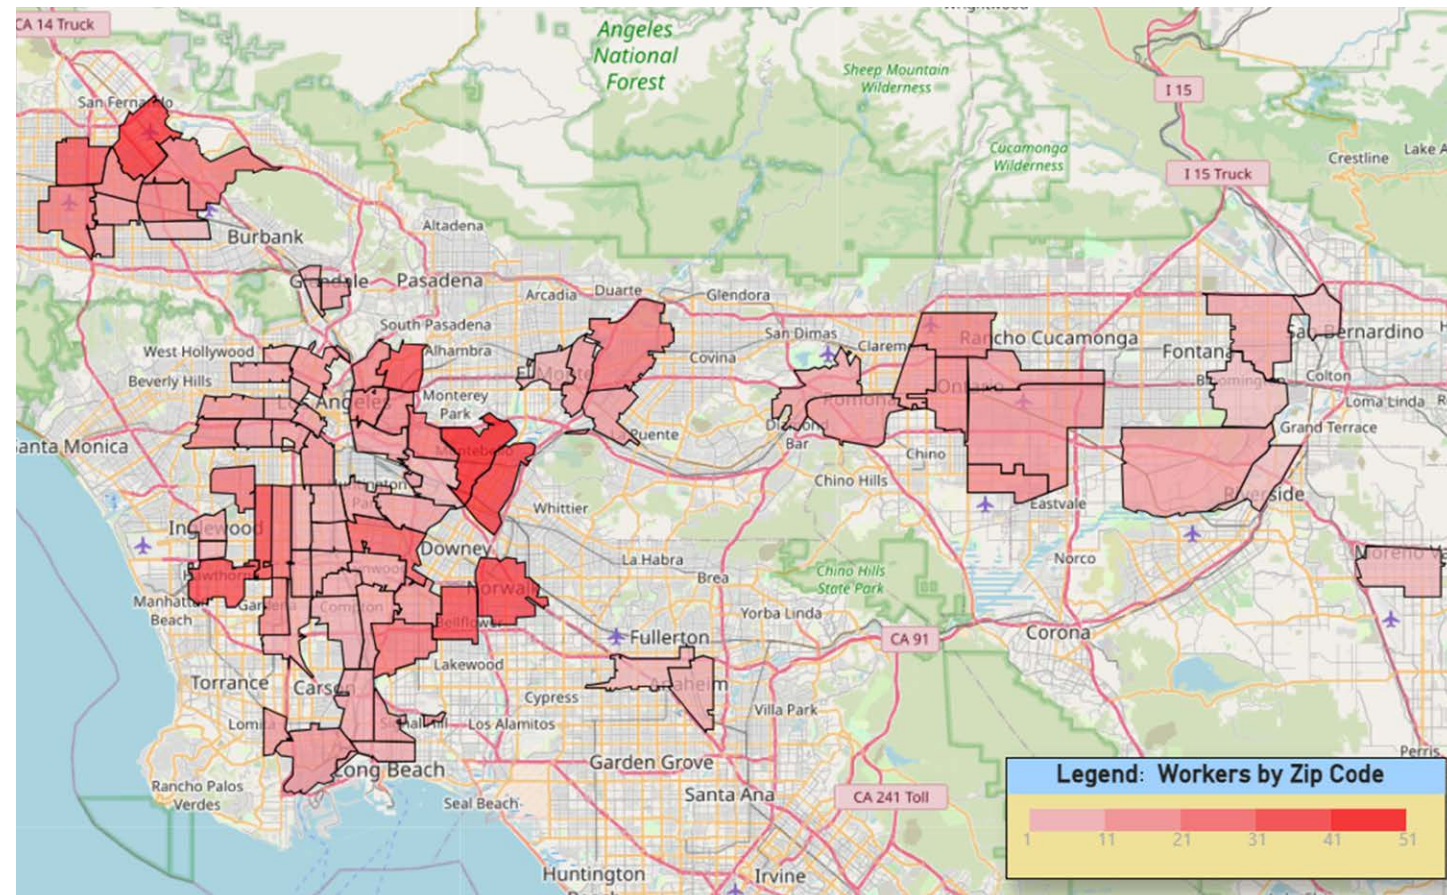 CA 14 Truck
Angeles
National
Forest
Sheep Mountain
Wilderness
I 15
San Fernando
Cucamonga
Wilderness
Crestline
Lake A
I 15 Truck
Burbank
Altadena
Glendale
Pasadena
Arcadia
Duarte
Glendora
South Pasadena
San Dimas
Rancho Cucamonga
San Bernardino
West Hollywood
Alhambra
Claremo
Fontana
Covina
Beverly Hills
El Monte
Colton
Monterey
Park
Los Angeles
Ontario
Bloomington
Loma Linda
Pomona
Santa Monica
Puente
Diamond
Bar
Grand Terrace
Montebello
Chino
Huntington
Park
Chino Hills
Riverside
Whittier
Eastvale
Inglewood
Downey
La Habra
Norco
Moreno V
Hawthorne
Lynwood
Brea
Chino Hills
State Park
Norwalk
Manhattan
Beach
Gardena
Compton
Yorba Linda
Bellflower
Fullerton
CA 91
Corona
Lakewood
Torrance
Carson
Cypress
Anaheim
Villa Park
Lomita
Signal Hill
Los Alamitos
Perris
Garden Grove
Long Beach
Rancho Palos
Verdes
Seal Beach
Santa Ana
CA 241 Toll
Huntington
Irvine
Legend: Workers by Zip Code
1 11 21 31 41 51